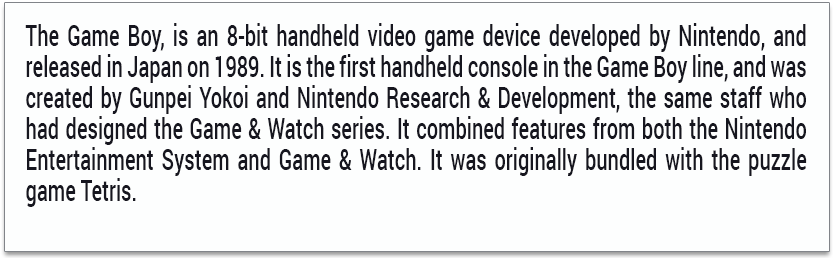 The Game Boy, is an 8-bit handheld video game device developed by Nintendo, and
released in Japan on 1989. It is the first handheld console in the Game Boy line, and was
created by Gunpei Yokoi and Nintendo Research & Development, the same staff who
had designed the Game & Watch series. It combined features from both the Nintendo
Entertainment System and Game & Watch. It was originally bundled with the puzzle
game Tetris.